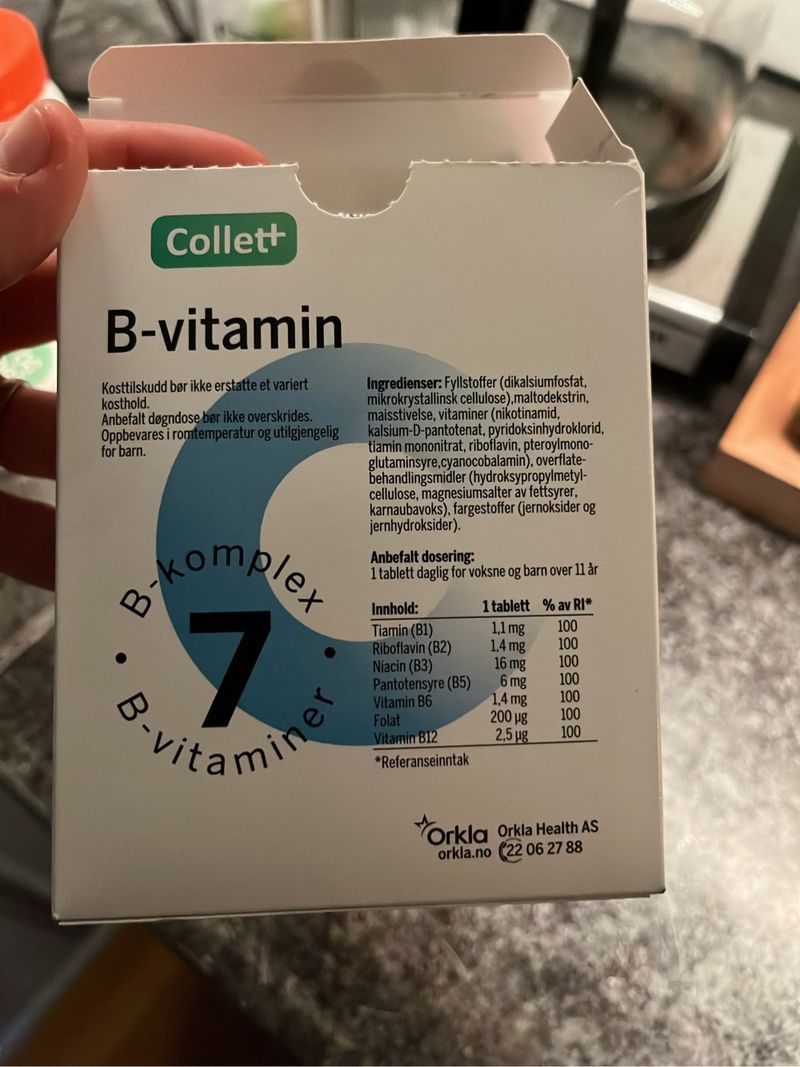 Collett
B-vitamin
Kosttilskudd bør ikke erstatte et variert
kosthold.
Anbefalt døgndose bør ikke overskrides.
Oppbevares i romtemperatur og utilgjengelig
for barn.
Ingredienser: Fyllstoffer (dikalsiumfosfat,
mikrokrystallinsk cellulose),maltodekstrin,
maisstivelse, vitaminer (nikotinamid,
kalsium-D-pantotenat, pyridoksinhydroklorid,
tiamin mononitrat, riboflavin, pteroylmono-
glutaminsyre,cyanocobalamin), overflate-
behandlingsmidler (hydroksypropylmetyl-
cellulose, magnesiumsalter av fettsyrer,
karnaubavoks), fargestoffer (jernoksider og
jernhydroksider).
Anbefalt dosering:
1 tablett daglig for voksne og barn over 11 år
B-komplex
7
B-vitaminer
Innhold: 1 tablett % av RI*
Tiamin (B1) 1,1 mg 100
Riboflavin (B2) 1,4 mg 100
Niacin (B3) 16 mg 100
Pantotensyre (B5) 6 mg 100
Vitamin B6 1,4 mg 100
Folat 200 µg 100
Vitamin B12 2,5 µg 100
*Referanseinntak
Orkla Orkla Health AS
orkla.no 22 06 27 88